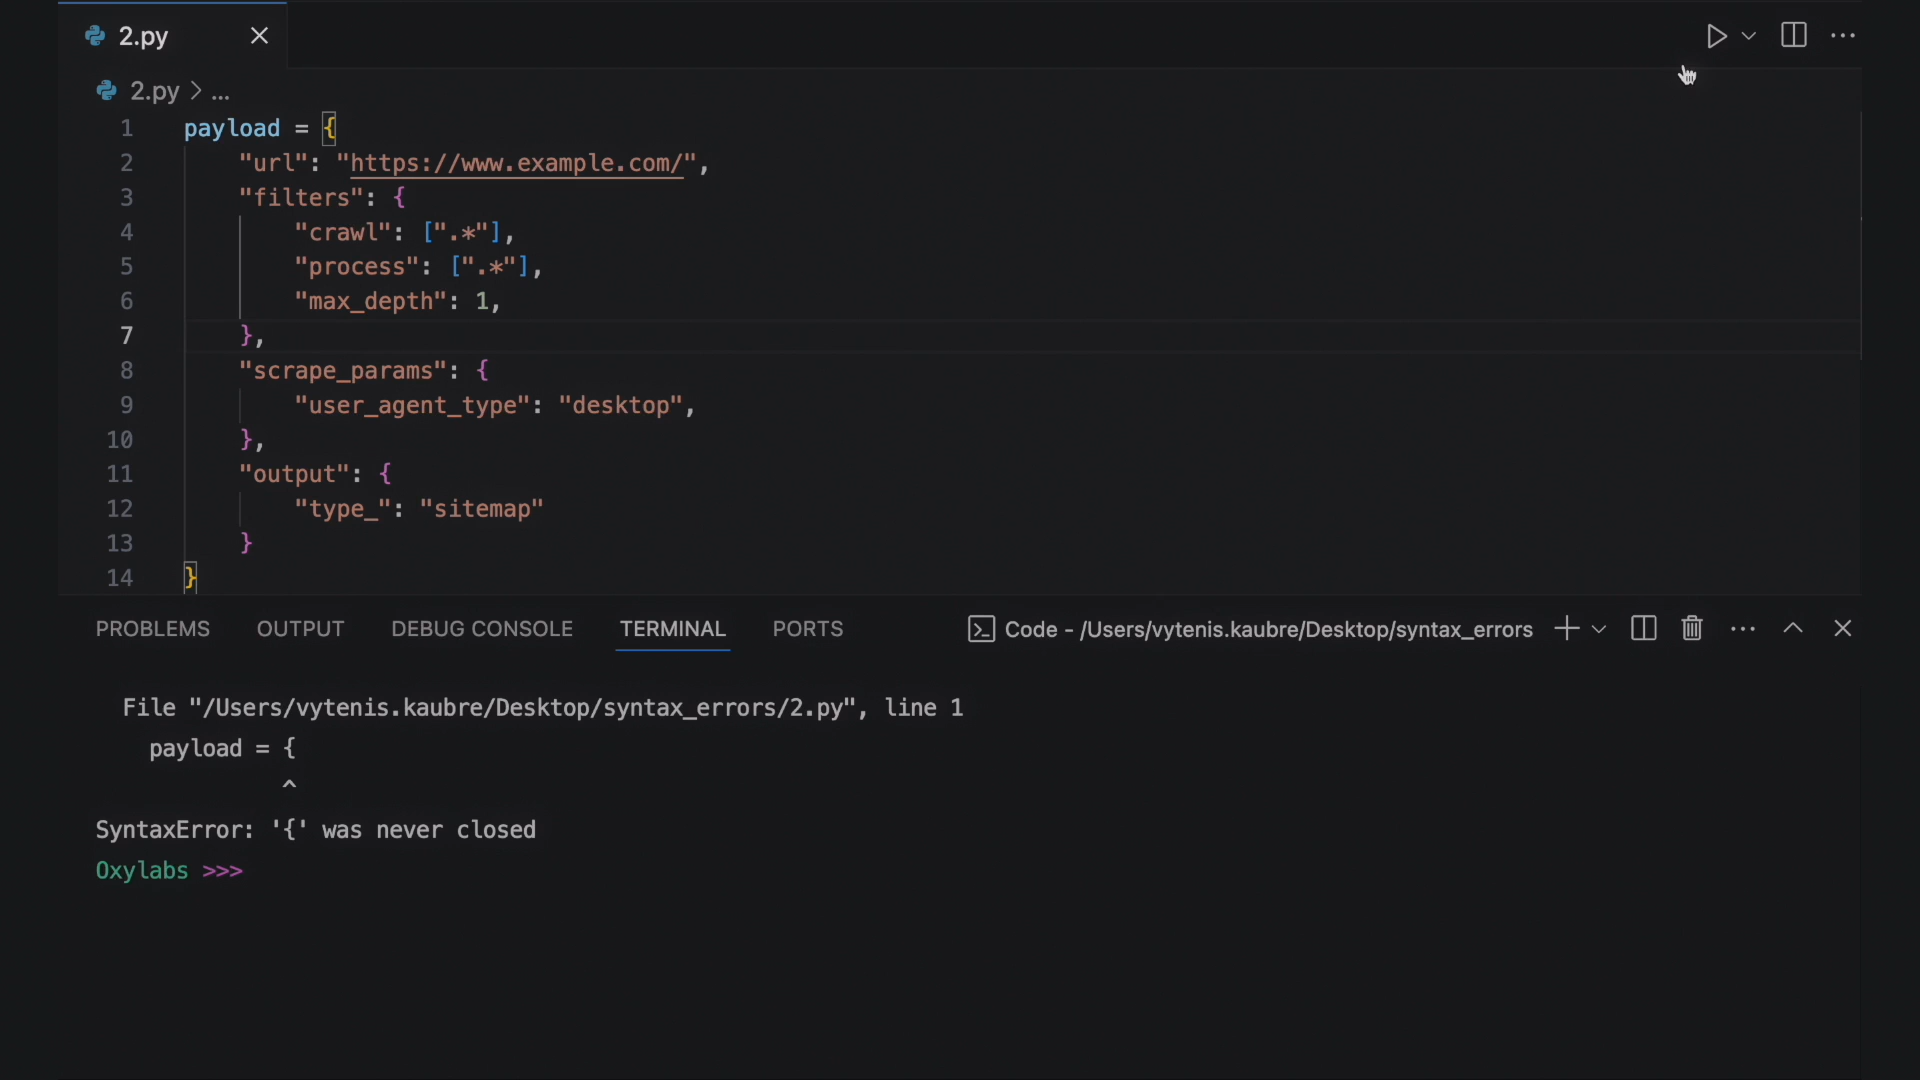 2.py
2.py > ...
1 payload = {
2 "url": "https://www.example.com/",
3 "filters": {
4 "crawl": [".*"],
5 "process": [".*"],
6 "max_depth": 1,
7 },
8 "scrape_params": {
9 "user_agent_type": "desktop",
10 },
11 "output": {
12 "type_": "sitemap"
13 }
14 }
PROBLEMS OUTPUT DEBUG CONSOLE TERMINAL PORTS Code - /Users/vytenis.kaubre/Desktop/syntax_errors
File "/Users/vytenis.kaubre/Desktop/syntax_errors/2.py", line 1
payload = {
^
SyntaxError: '{' was never closed
Oxylabs >>>